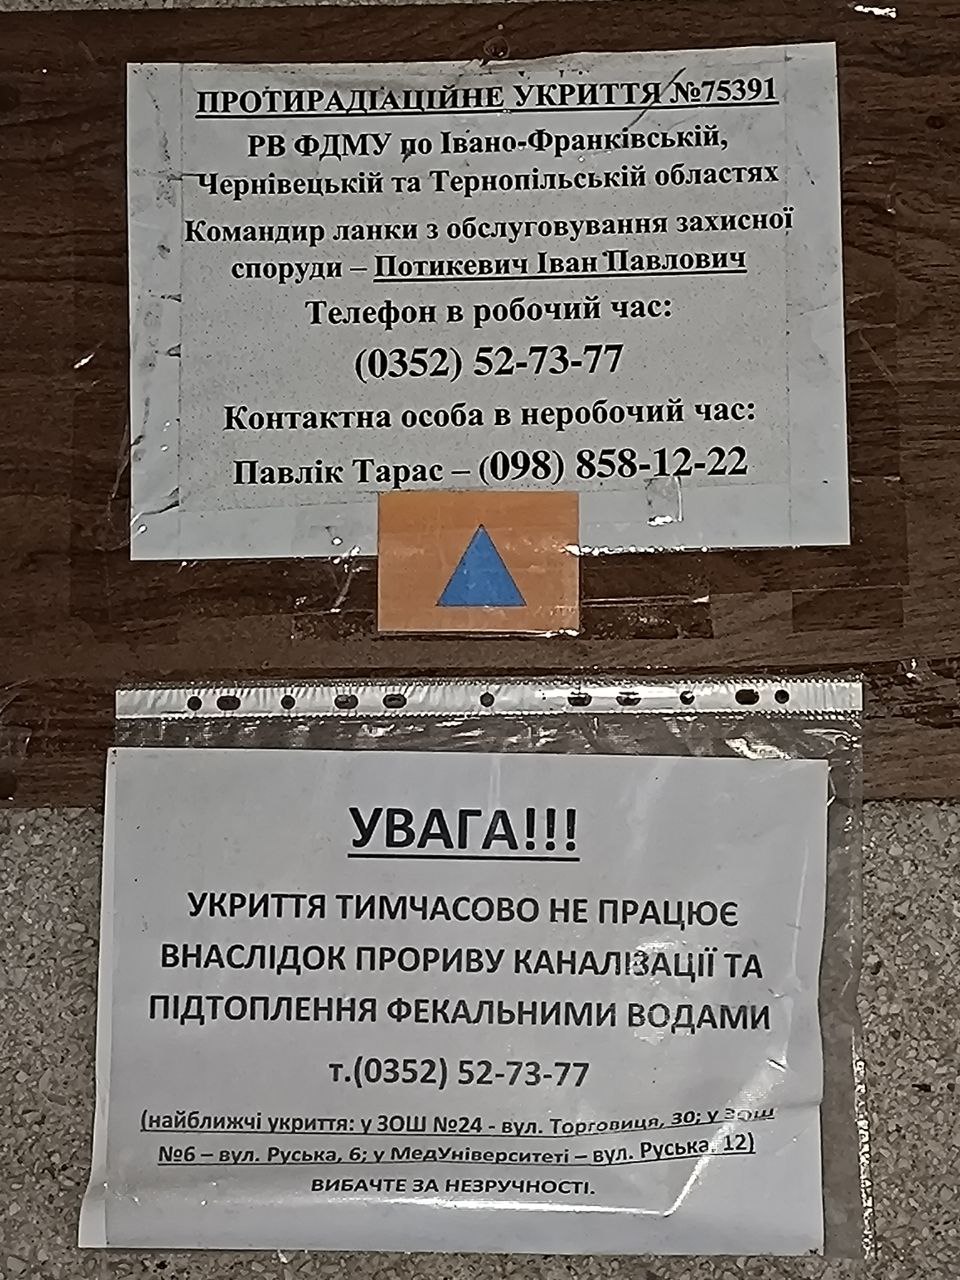 ПРОТИРАДІАЦІЙНЕ УКРИТТЯ №75391
РВ ФДМУ по Івано-Франківській,
Чернівецькій та Тернопільській областях
Командир ланки з обслуговування захисної
споруди – Потикевич Іван Павлович
Телефон в робочий час:
(0352) 52-73-77
Контактна особа в неробочий час:
Павлік Тарас – (098) 858-12-22
УВАГА!!!
УКРИТТЯ ТИМЧАСОВО НЕ ПРАЦЮЄ
ВНАСЛІДОК ПРОРИВУ КАНАЛІЗАЦІЇ ТА
ПІДТОПЛЕННЯ ФЕКАЛЬНИМИ ВОДАМИ
т.(0352) 52-73-77
(найближчі укриття: у ЗОШ №24 - вул. Торговиця, 30; у ЗОШ
№6 – вул. Руська, 6; у МедУніверситеті – вул. Руська, 12)
ВИБАЧТЕ ЗА НЕЗРУЧНОСТІ.